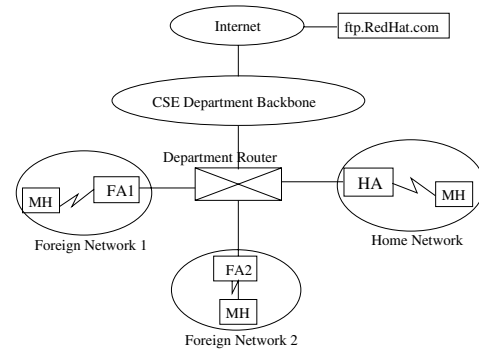 Internet
ftp.RedHat.com
CSE Department Backbone
Department Router
MH
FA1
HA
MH
Foreign Network 1
Home Network
FA2
MH
Foreign Network 2